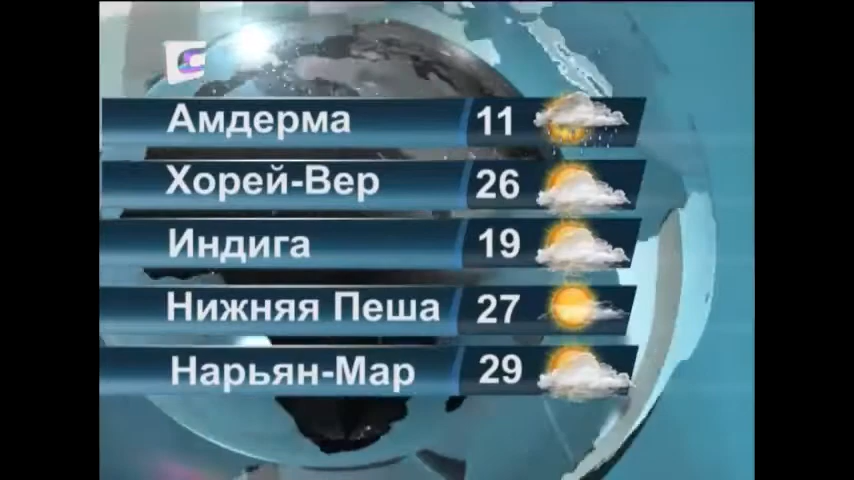 Амдерма 11
Хорей-Вер 26
Индига 19
Нижняя Пеша 27
Нарьян-Мар 29